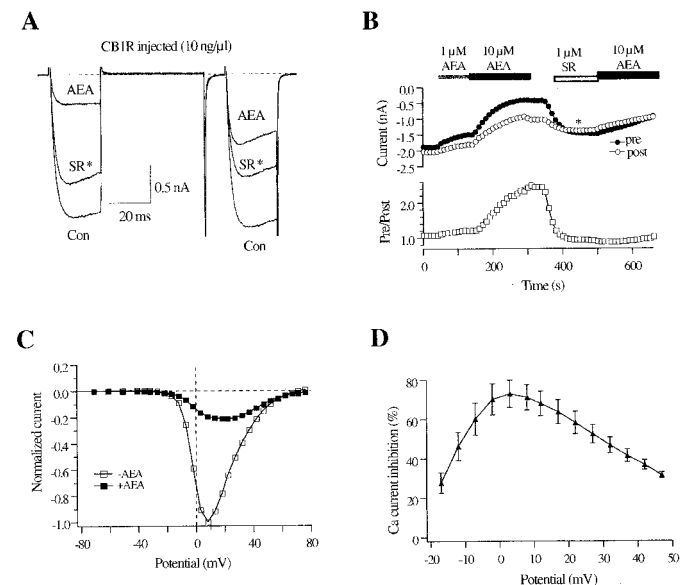 A
CB1R injected (10 ng/µl)
AEA
SR*
Con
0.5 nA
20 ms
AEA
SR*
Con
B
1 µM AEA
10 µM AEA
1 µM SR
10 µM AEA
Current (nA)
0.0
-0.5
-1.0
-1.5
-2.0
-2.5
*
pre
post
Pre/Post
2.0
1.0
0 200 400 600
Time (s)
C
Normalized current
0.2
0.0
-0.2
-0.4
-0.6
-0.8
-1.0
-AEA
+AEA
-80 -40 0 40 80
Potential (mV)
D
Ca current inhibition (%)
80
60
40
20
0
-20 -10 0 10 20 30 40 50
Potential (mV)